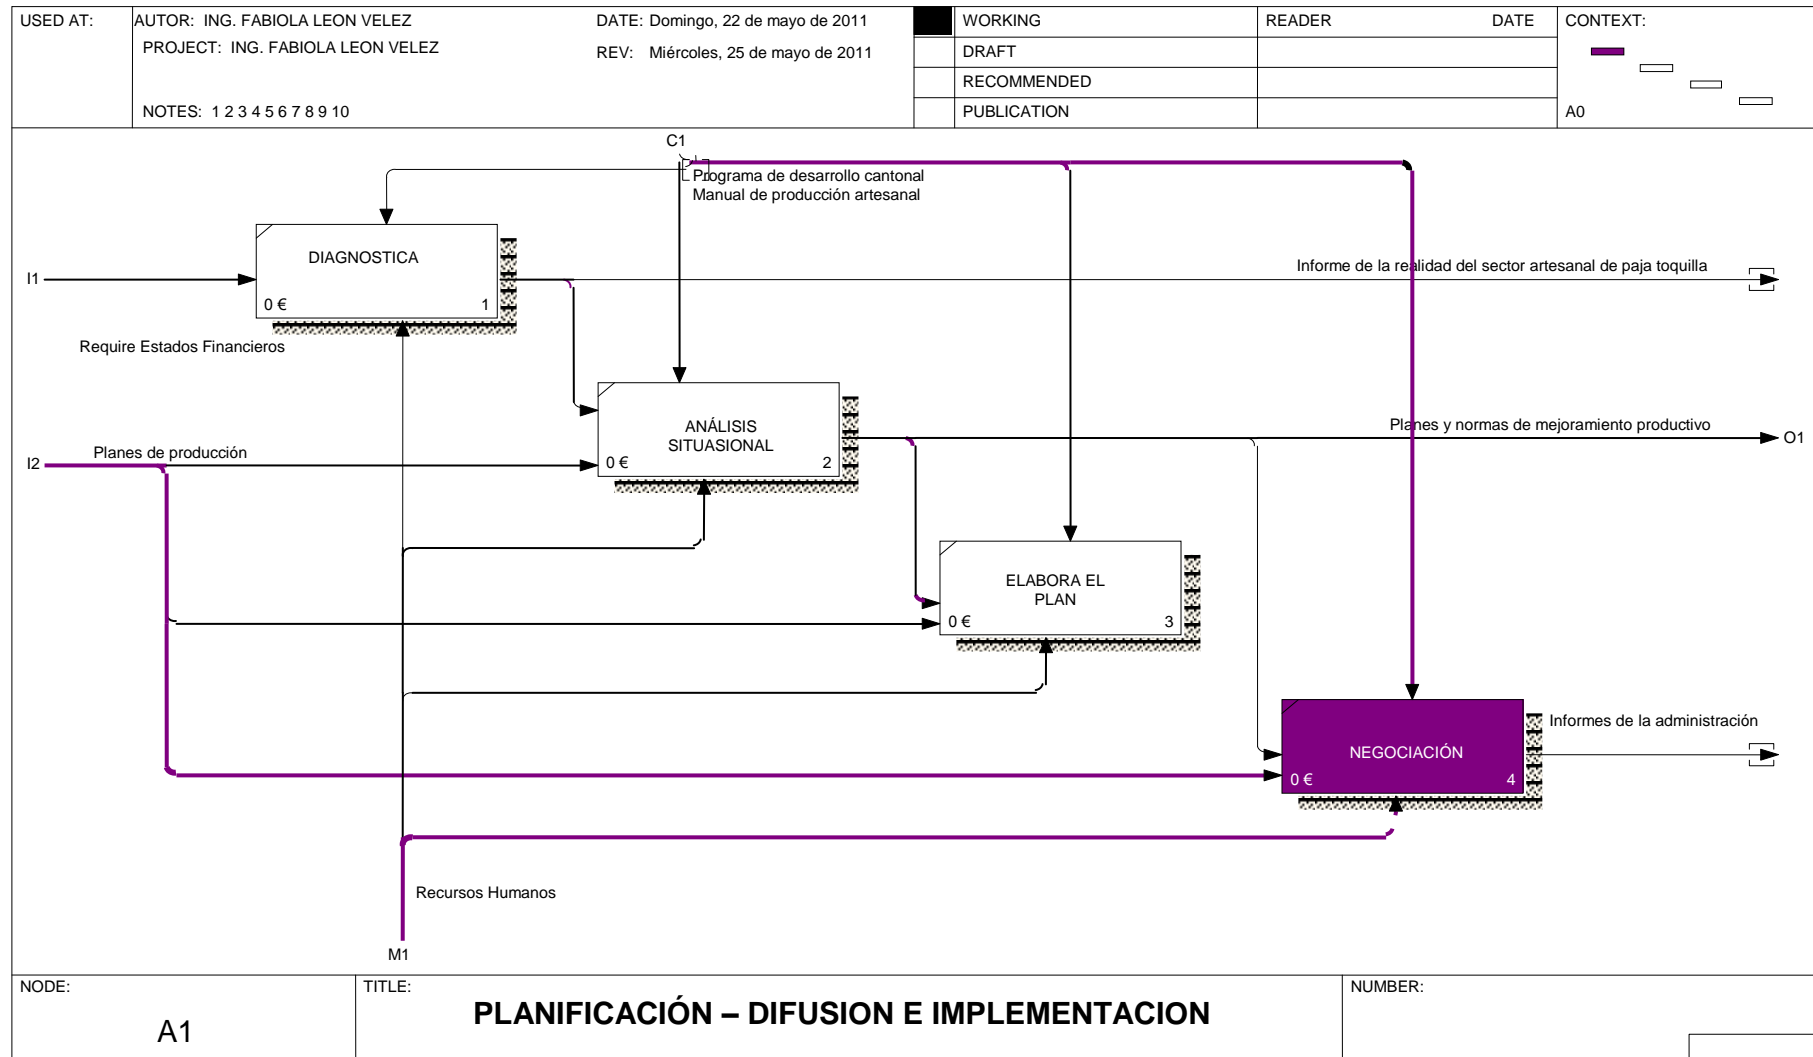 USED AT:
AUTOR: ING. FABIOLA LEON VELEZ
DATE: Domingo, 22 de mayo de 2011
WORKING
READER
DATE
CONTEXT:
PROJECT: ING. FABIOLA LEON VELEZ
REV: Miércoles, 25 de mayo de 2011
DRAFT
RECOMMENDED
NOTES: 1 2 3 4 5 6 7 8 9 10
PUBLICATION
A0
C1
Programa de desarrollo cantonal
Manual de producción artesanal
DIAGNOSTICA
0 €
1
I1
Informe de la realidad del sector artesanal de paja toquilla
Require Estados Financieros
ANÁLISIS
SITUASIONAL
0 €
2
Planes y normas de mejoramiento productivo
O1
Planes de producción
I2
ELABORA EL
PLAN
0 €
3
NEGOCIACIÓN
0 €
4
Informes de la administración
Recursos Humanos
M1
NODE:
A1
TITLE:
PLANIFICACIÓN – DIFUSION E IMPLEMENTACION
NUMBER: